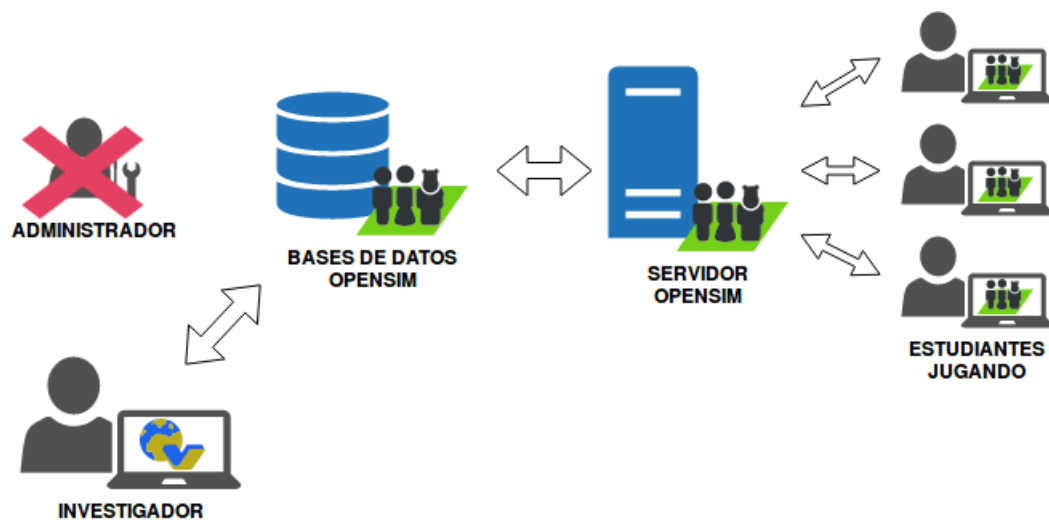 ADMINISTRADOR
BASES DE DATOS
OPENSIM
SERVIDOR
OPENSIM
ESTUDIANTES
JUGANDO
INVESTIGADOR